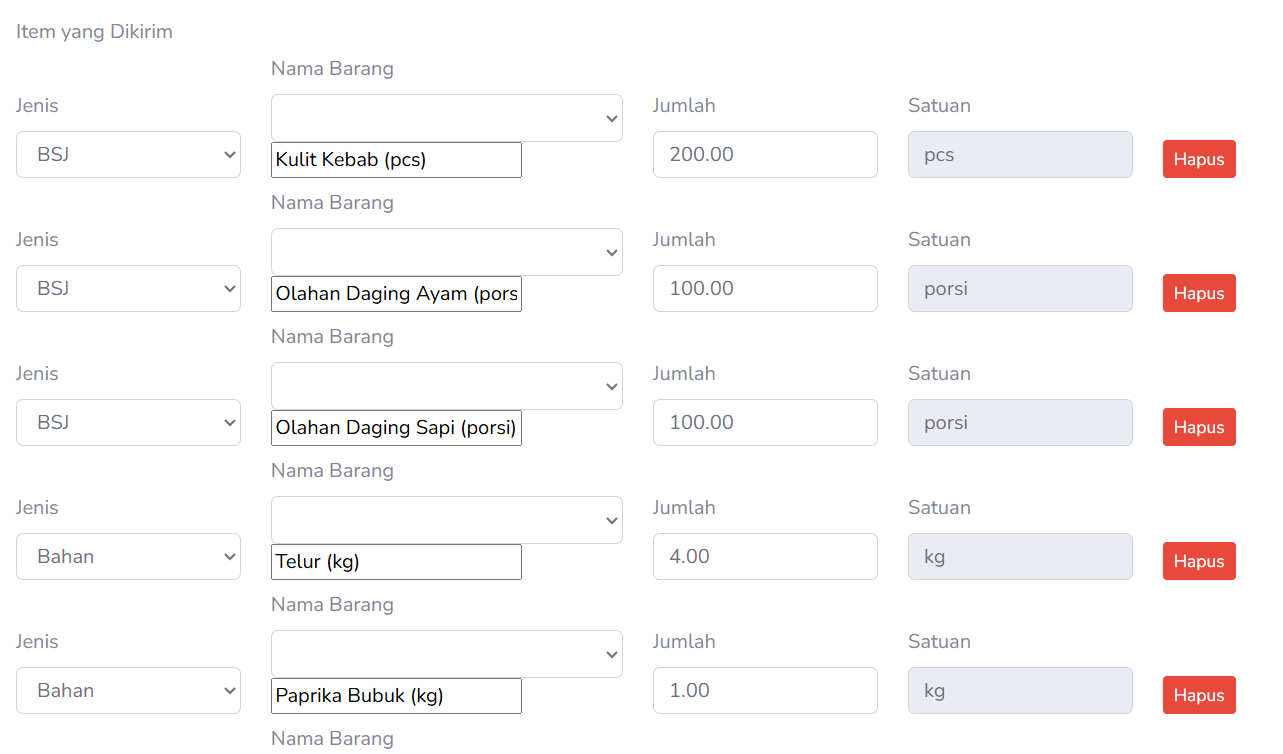 Item yang Dikirim
Nama Barang
Jenis Jumlah Satuan
BSJ 200.00 pcs Hapus
Kulit Kebab (pcs)
Nama Barang
Jenis Jumlah Satuan
BSJ 100.00 porsi Hapus
Olahan Daging Ayam (pors
Nama Barang
Jenis Jumlah Satuan
BSJ 100.00 porsi Hapus
Olahan Daging Sapi (porsi)
Nama Barang
Jenis Jumlah Satuan
Bahan 4.00 kg Hapus
Telur (kg)
Nama Barang
Jenis Jumlah Satuan
Bahan 1.00 kg Hapus
Paprika Bubuk (kg)
Nama Barang